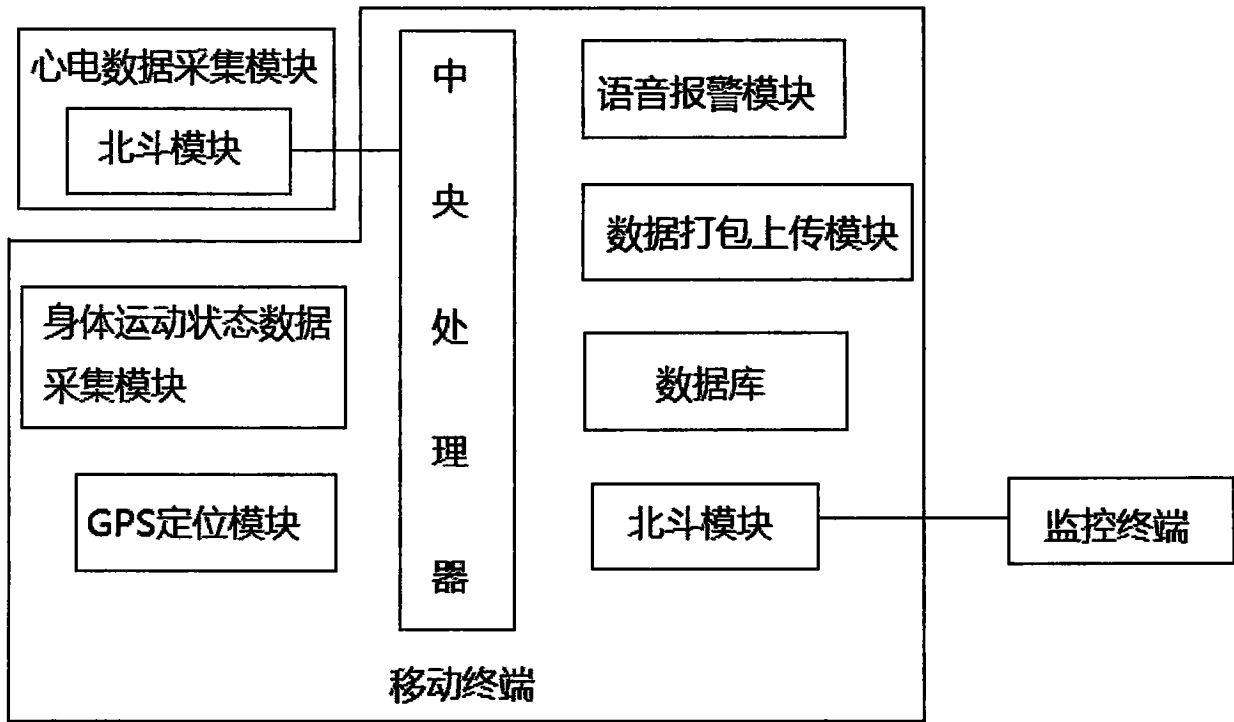 心电数据采集模块
北斗模块
身体运动状态数据
采集模块
GPS定位模块
中
央
处
理
器
语音报警模块
数据打包上传模块
数据库
北斗模块
监控终端
移动终端